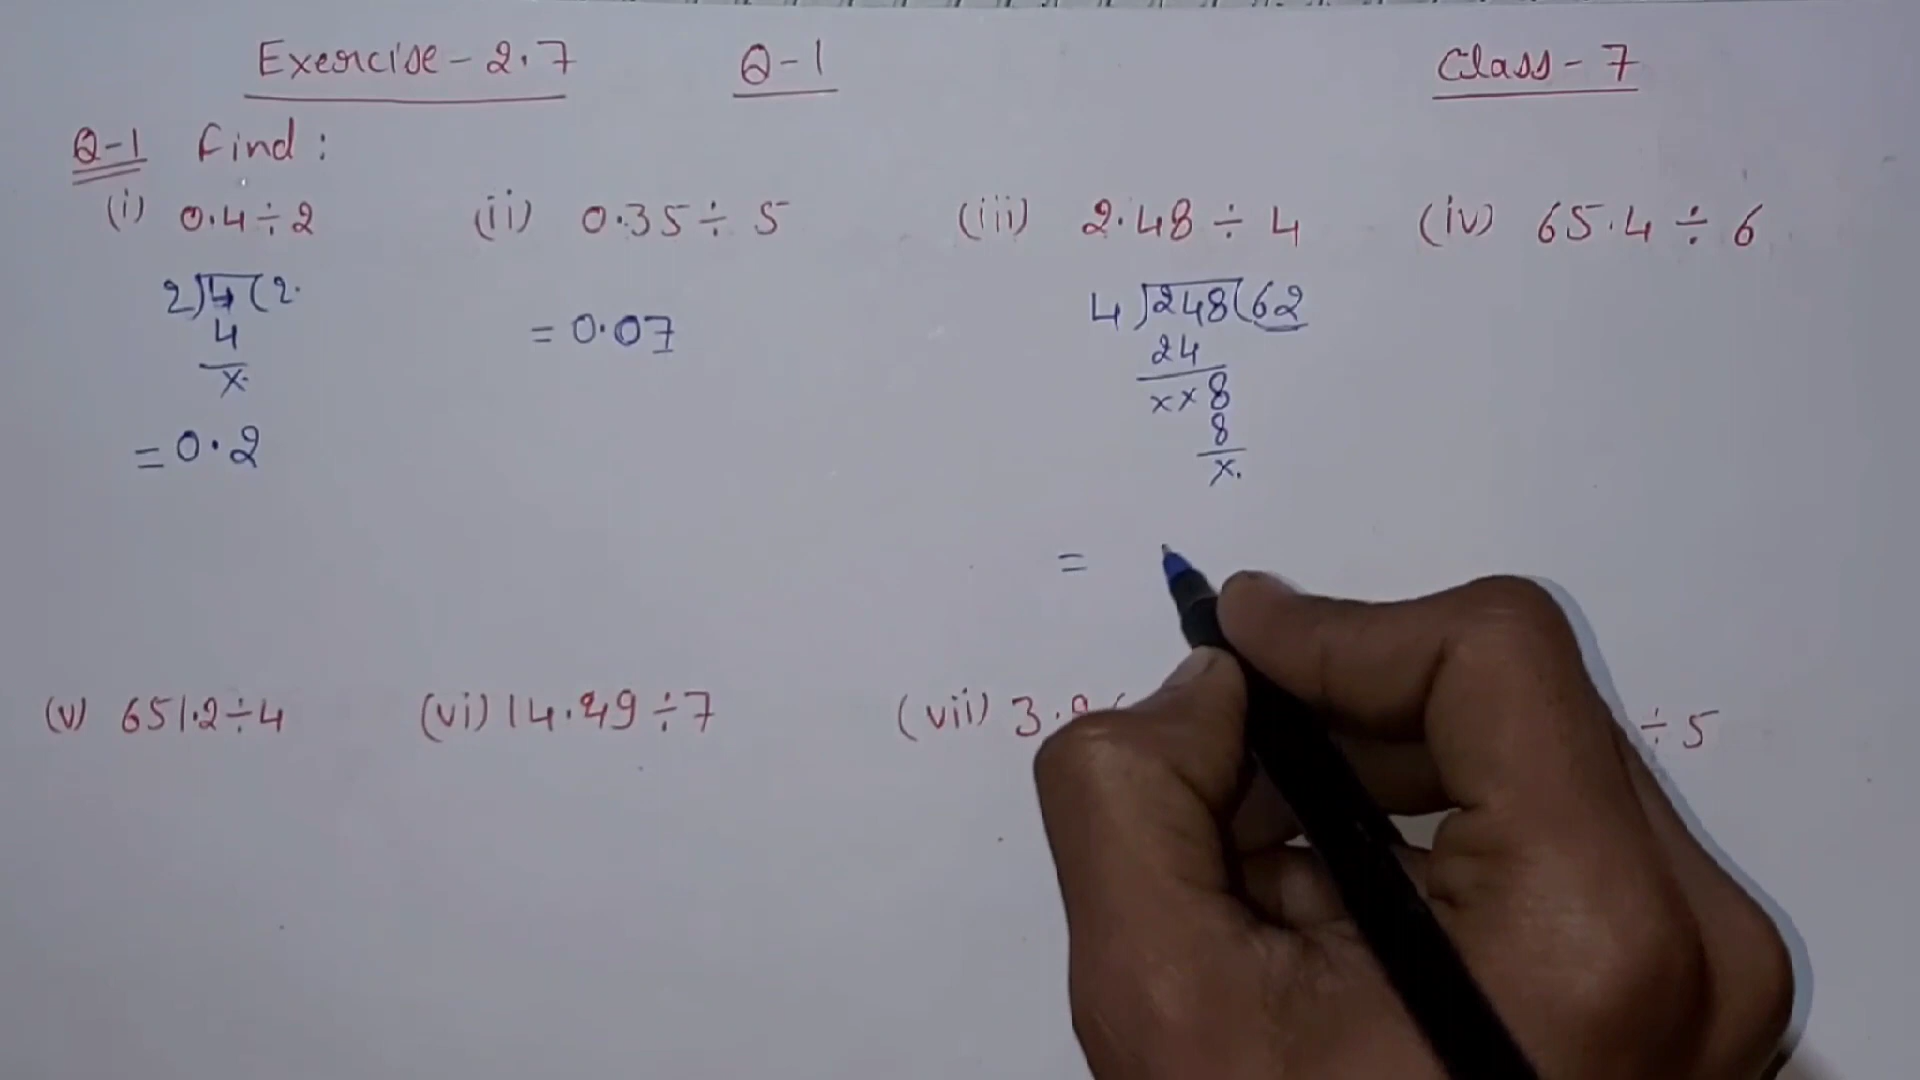 Exercise - 2.7 Q-1 Class - 7
Q-1 Find :
(i) 0.4÷2 (ii) 0.35÷ 5 (iii) 2.48 ÷ 4 (iv) 65.4 ÷ 6
2)4(2. 4)248(62
4 = 0.07 24
x. xx8
= 0.2 8
x.
=
(v) 651.2÷4 (vi) 14.49÷7 (vii) 3.9 ÷ 5